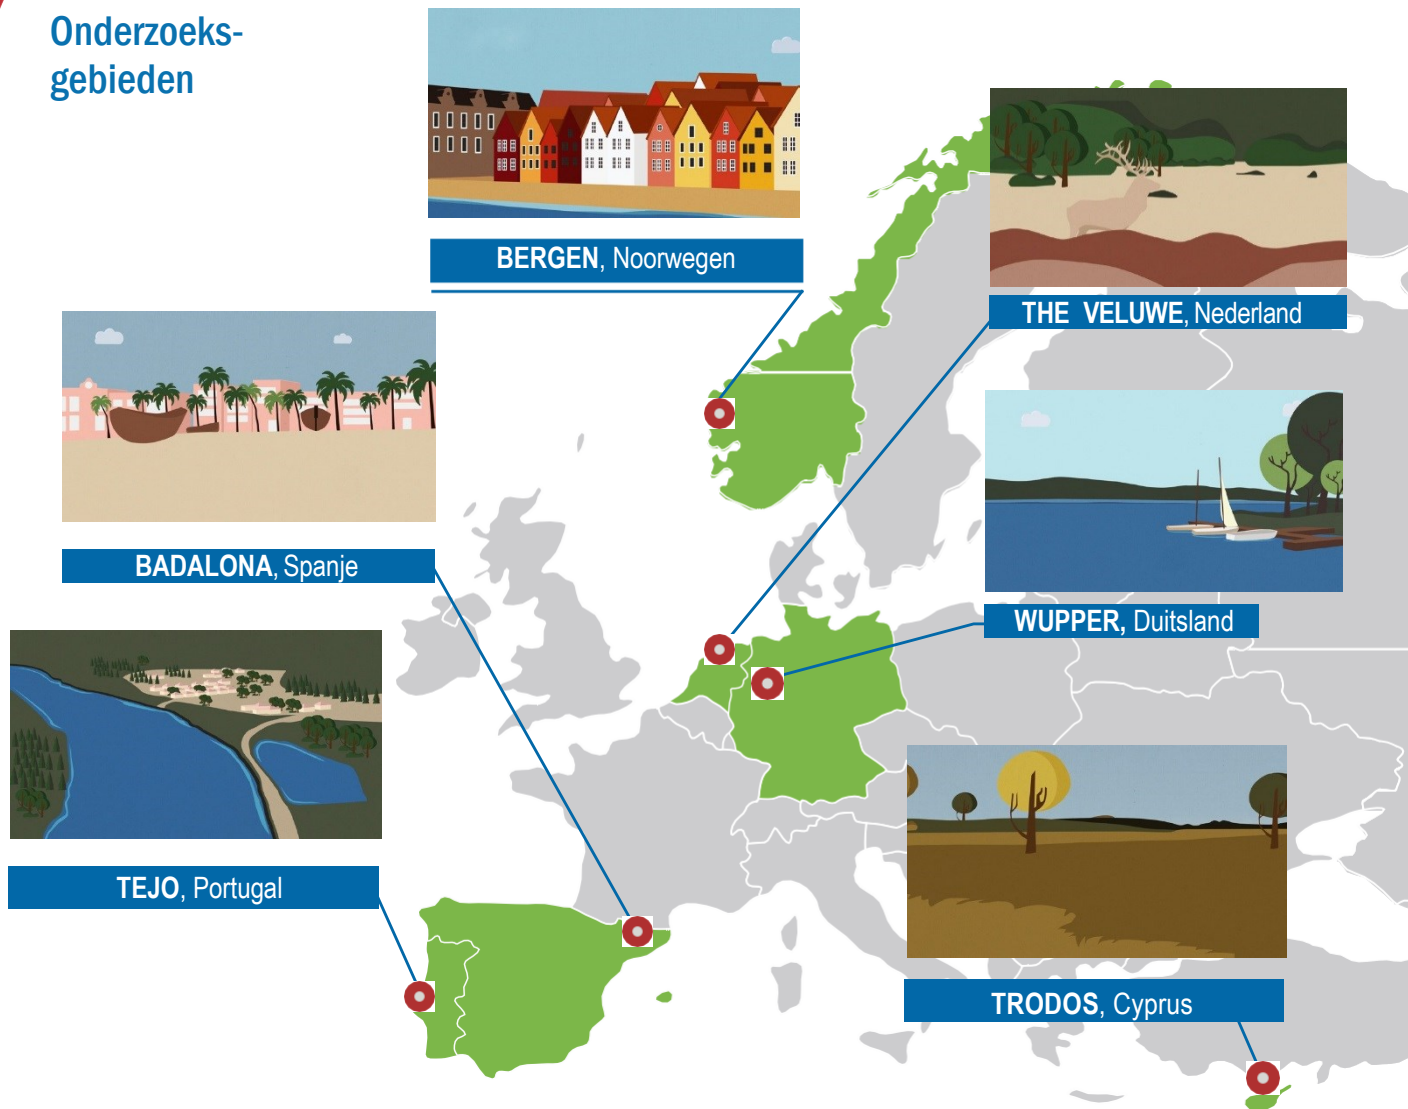 Onderzoeks-
gebieden
BERGEN, Noorwegen
THE VELUWE, Nederland
BADALONA, Spanje
WUPPER, Duitsland
TEJO, Portugal
TRODOS, Cyprus